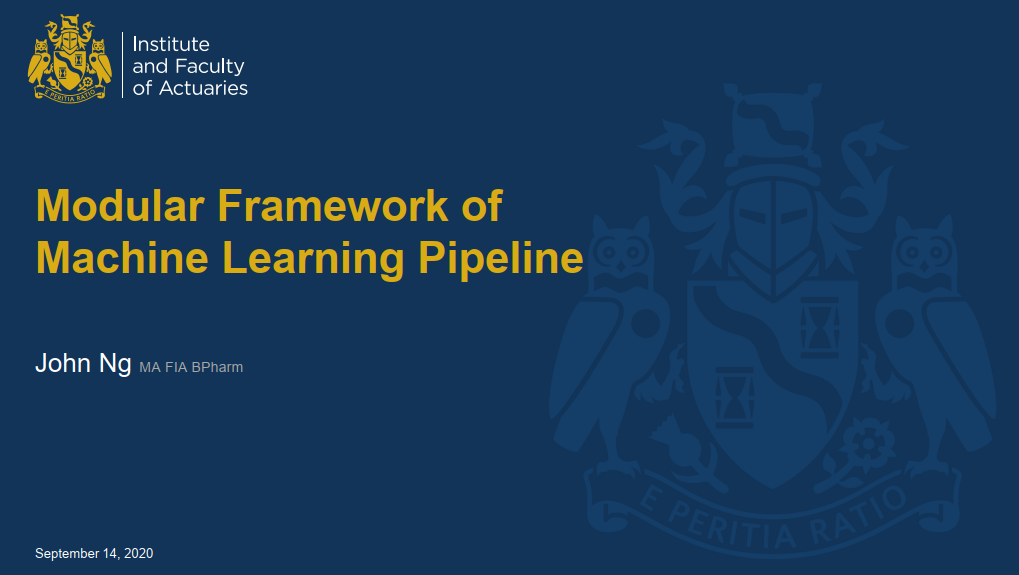 Institute
and Faculty
of Actuaries
E PERITIA RATIO
Modular Framework of
Machine Learning Pipeline
John Ng MA FIA BPharm
E PERITIA RATIO
September 14, 2020